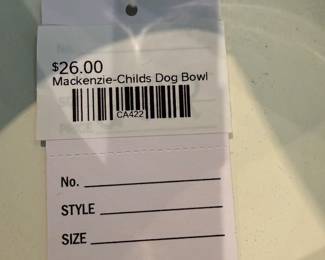 $26.00
Mackenzie-Childs Dog Bowl
CA422
No.
STYLE
SIZE